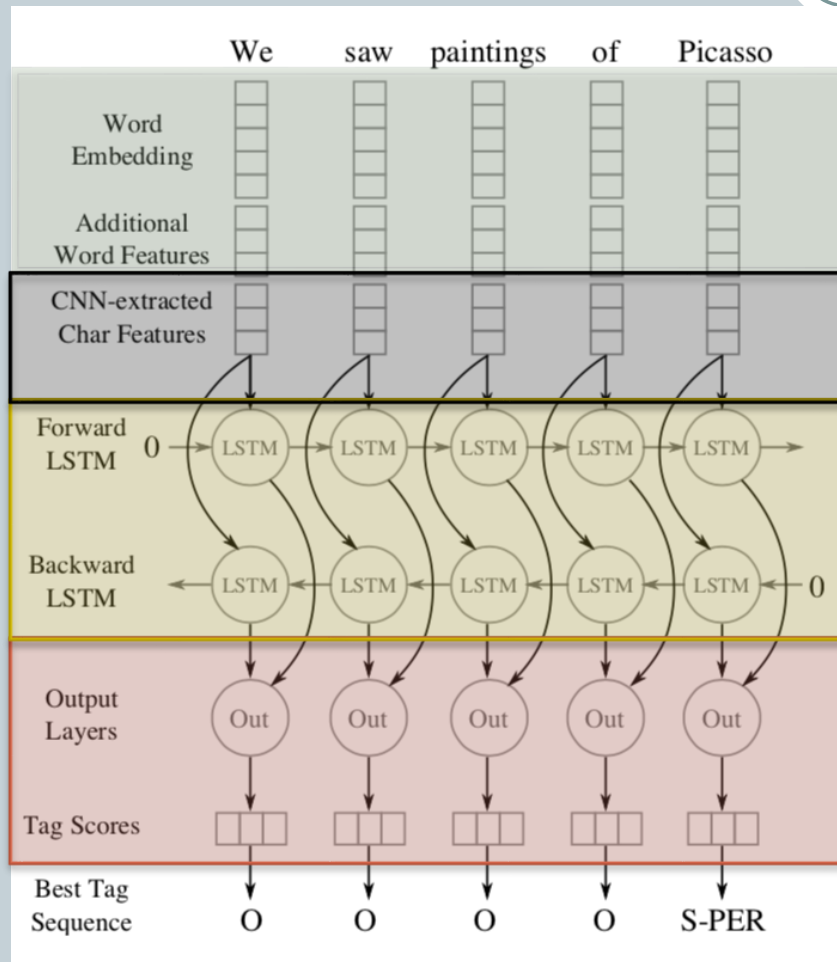 We saw paintings of Picasso
Word
Embedding
Additional
Word Features
CNN-extracted
Char Features
Forward
LSTM
0 LSTM LSTM LSTM LSTM LSTM
Backward
LSTM
LSTM LSTM LSTM LSTM LSTM 0
Output
Layers
Out Out Out Out Out
Tag Scores
Best Tag
Sequence
O O O O S-PER